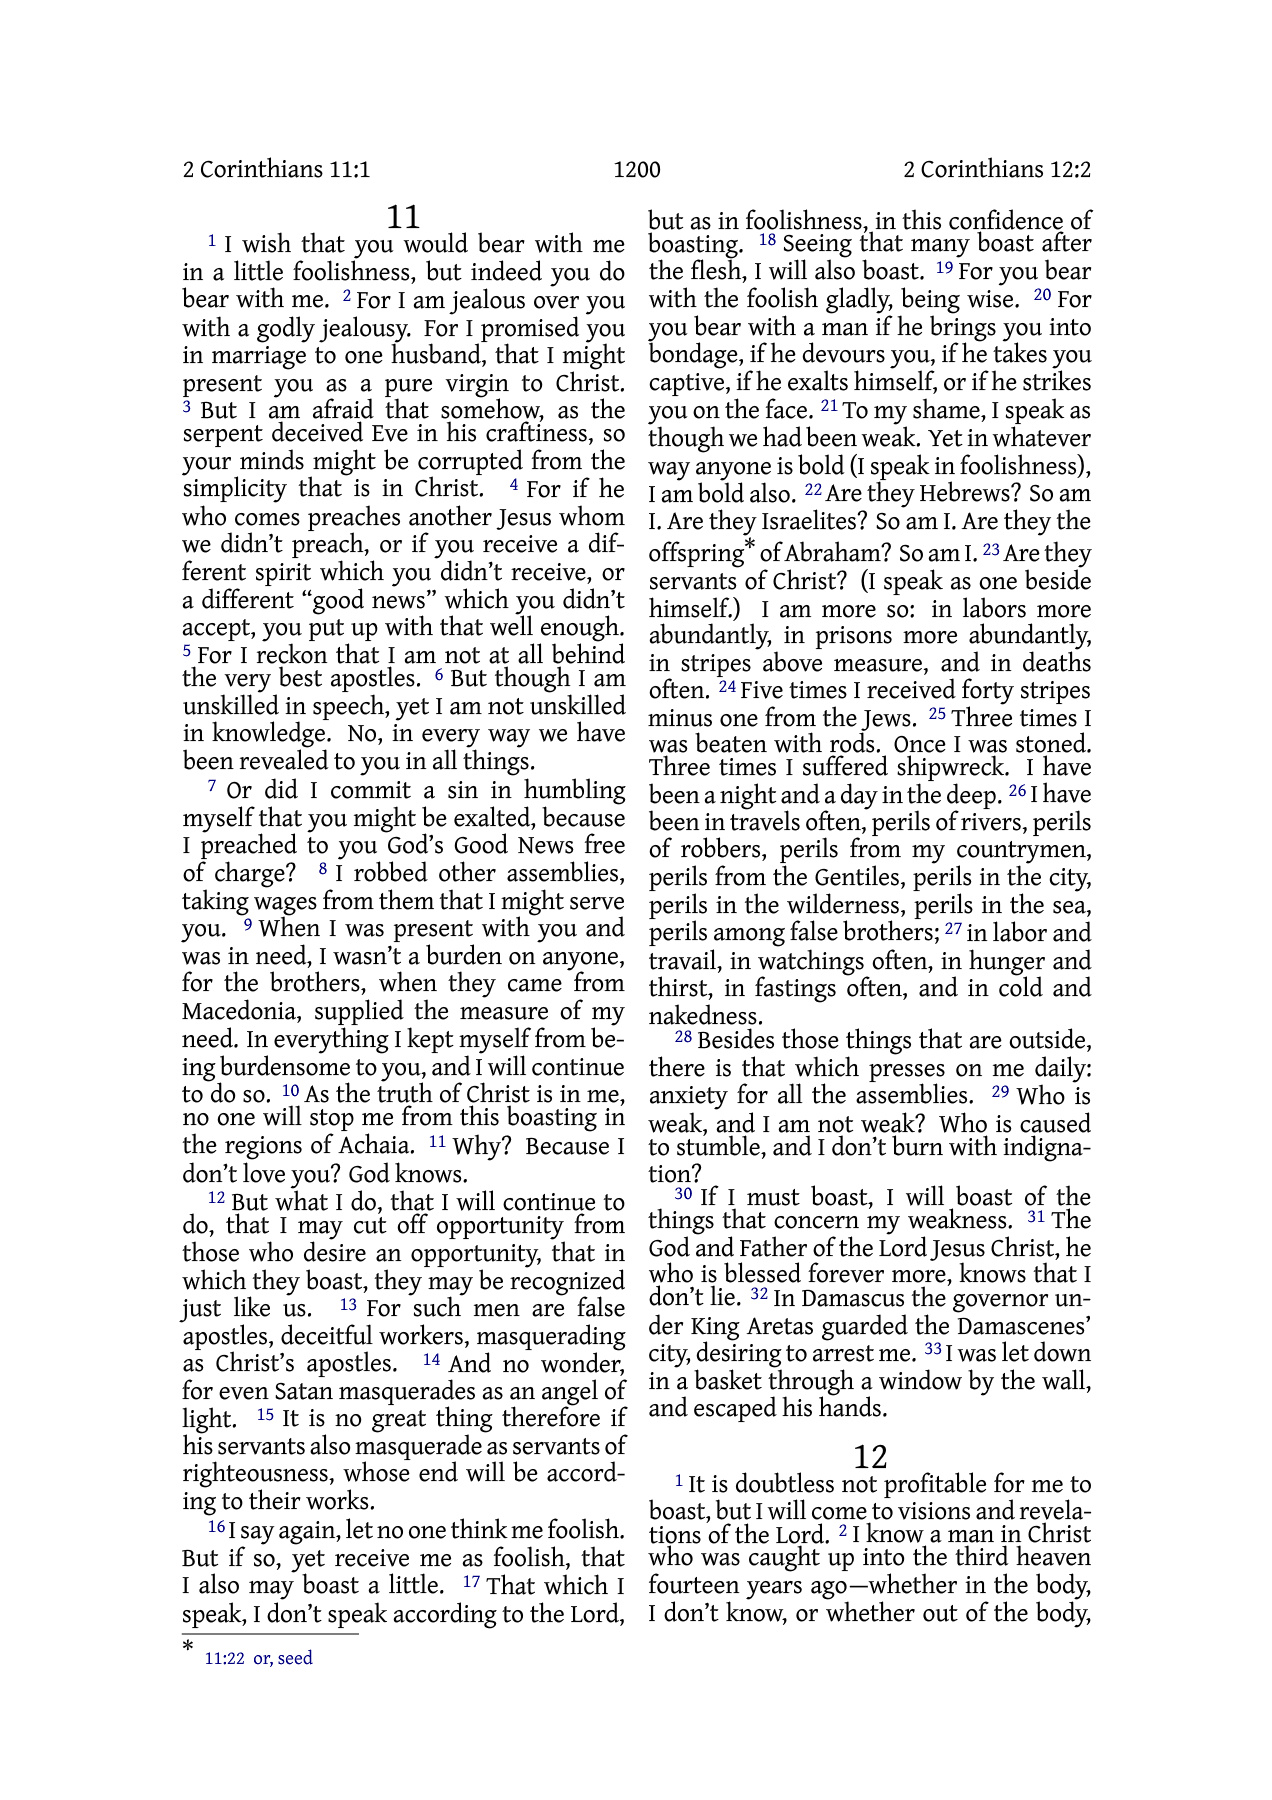 2 Corinthians 11:1 1200 2 Corinthians 12:2
11
1 I wish that you would bear with me
in a little foolishness, but indeed you do
bear with me. 2 For I am jealous over you
with a godly jealousy. For I promised you
in marriage to one husband, that I might
present you as a pure virgin to Christ.
3 But I am afraid that somehow, as the
serpent deceived Eve in his craftiness, so
your minds might be corrupted from the
simplicity that is in Christ. 4 For if he
who comes preaches another Jesus whom
we didn’t preach, or if you receive a dif-
ferent spirit which you didn’t receive, or
a different “good news” which you didn’t
accept, you put up with that well enough.
5 For I reckon that I am not at all behind
the very best apostles. 6 But though I am
unskilled in speech, yet I am not unskilled
in knowledge. No, in every way we have
been revealed to you in all things.
7 Or did I commit a sin in humbling
myself that you might be exalted, because
I preached to you God’s Good News free
of charge? 8 I robbed other assemblies,
taking wages from them that I might serve
you. 9 When I was present with you and
was in need, I wasn’t a burden on anyone,
for the brothers, when they came from
Macedonia, supplied the measure of my
need. In everything I kept myself from be-
ing burdensome to you, and I will continue
to do so. 10 As the truth of Christ is in me,
no one will stop me from this boasting in
the regions of Achaia. 11 Why? Because I
don’t love you? God knows.
12 But what I do, that I will continue to
do, that I may cut off opportunity from
those who desire an opportunity, that in
which they boast, they may be recognized
just like us. 13 For such men are false
apostles, deceitful workers, masquerading
as Christ’s apostles. 14 And no wonder,
for even Satan masquerades as an angel of
light. 15 It is no great thing therefore if
his servants also masquerade as servants of
righteousness, whose end will be accord-
ing to their works.
16 I say again, let no one think me foolish.
But if so, yet receive me as foolish, that
I also may boast a little. 17 That which I
speak, I don’t speak according to the Lord,
but as in foolishness, in this confidence of
boasting. 18 Seeing that many boast after
the flesh, I will also boast. 19 For you bear
with the foolish gladly, being wise. 20 For
you bear with a man if he brings you into
bondage, if he devours you, if he takes you
captive, if he exalts himself, or if he strikes
you on the face. 21 To my shame, I speak as
though we had been weak. Yet in whatever
way anyone is bold (I speak in foolishness),
I am bold also. 22 Are they Hebrews? So am
I. Are they Israelites? So am I. Are they the
offspring* of Abraham? So am I. 23 Are they
servants of Christ? (I speak as one beside
himself.) I am more so: in labors more
abundantly, in prisons more abundantly,
in stripes above measure, and in deaths
often. 24 Five times I received forty stripes
minus one from the Jews. 25 Three times I
was beaten with rods. Once I was stoned.
Three times I suffered shipwreck. I have
been a night and a day in the deep. 26 I have
been in travels often, perils of rivers, perils
of robbers, perils from my countrymen,
perils from the Gentiles, perils in the city,
perils in the wilderness, perils in the sea,
perils among false brothers; 27 in labor and
travail, in watchings often, in hunger and
thirst, in fastings often, and in cold and
nakedness.
28 Besides those things that are outside,
there is that which presses on me daily:
anxiety for all the assemblies. 29 Who is
weak, and I am not weak? Who is caused
to stumble, and I don’t burn with indigna-
tion?
30 If I must boast, I will boast of the
things that concern my weakness. 31 The
God and Father of the Lord Jesus Christ, he
who is blessed forever more, knows that I
don’t lie. 32 In Damascus the governor un-
der King Aretas guarded the Damascenes’
city, desiring to arrest me. 33 I was let down
in a basket through a window by the wall,
and escaped his hands.
12
1 It is doubtless not profitable for me to
boast, but I will come to visions and revela-
tions of the Lord. 2 I know a man in Christ
who was caught up into the third heaven
fourteen years ago—whether in the body,
I don’t know, or whether out of the body,
* 11:22 or, seed